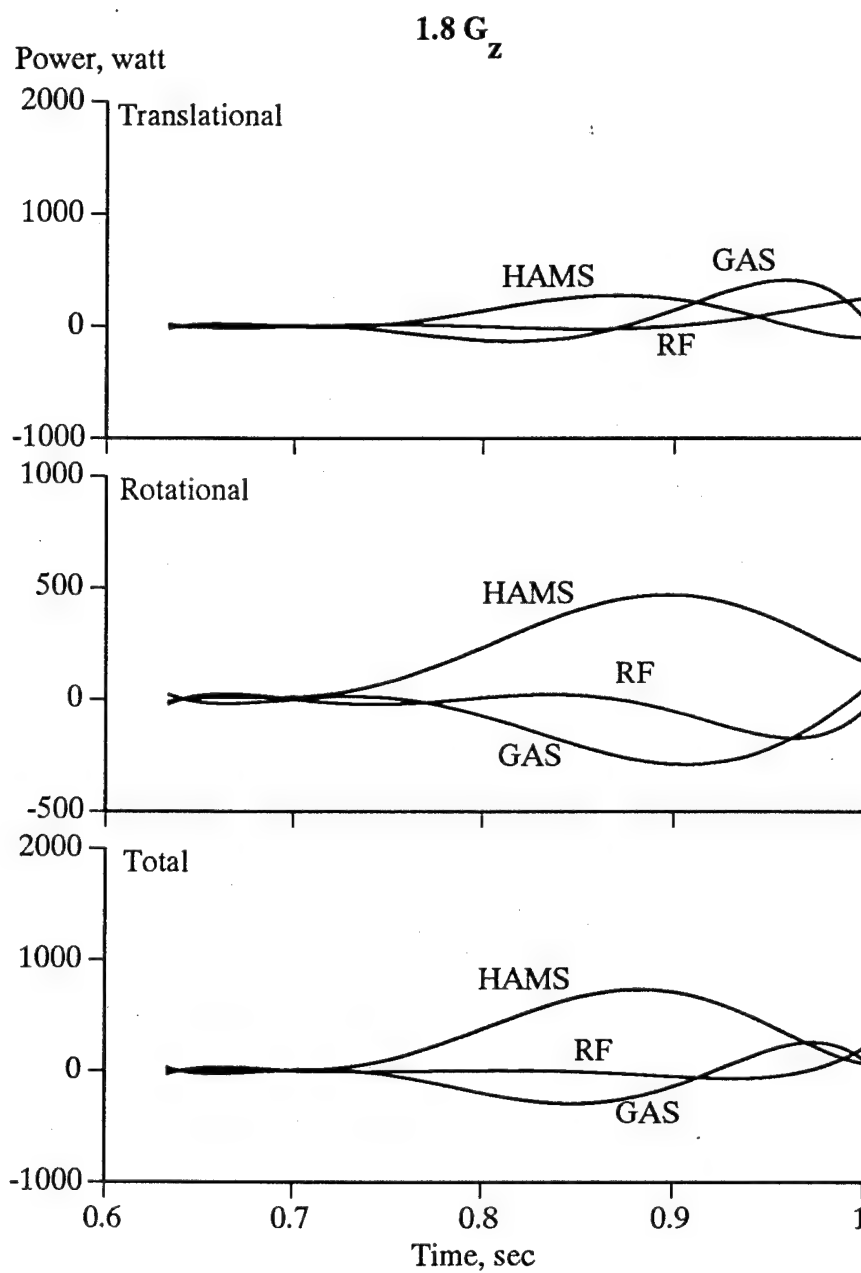 1.8 Gz
Power, watt
2000
Translational
1000
GAS
HAMS
0
RF
-1000
1000
Rotational
500
HAMS
RF
0
GAS
-500
2000
Total
1000
HAMS
RF
0
GAS
-1000
0.6 0.7 0.8 0.9 1
Time, sec